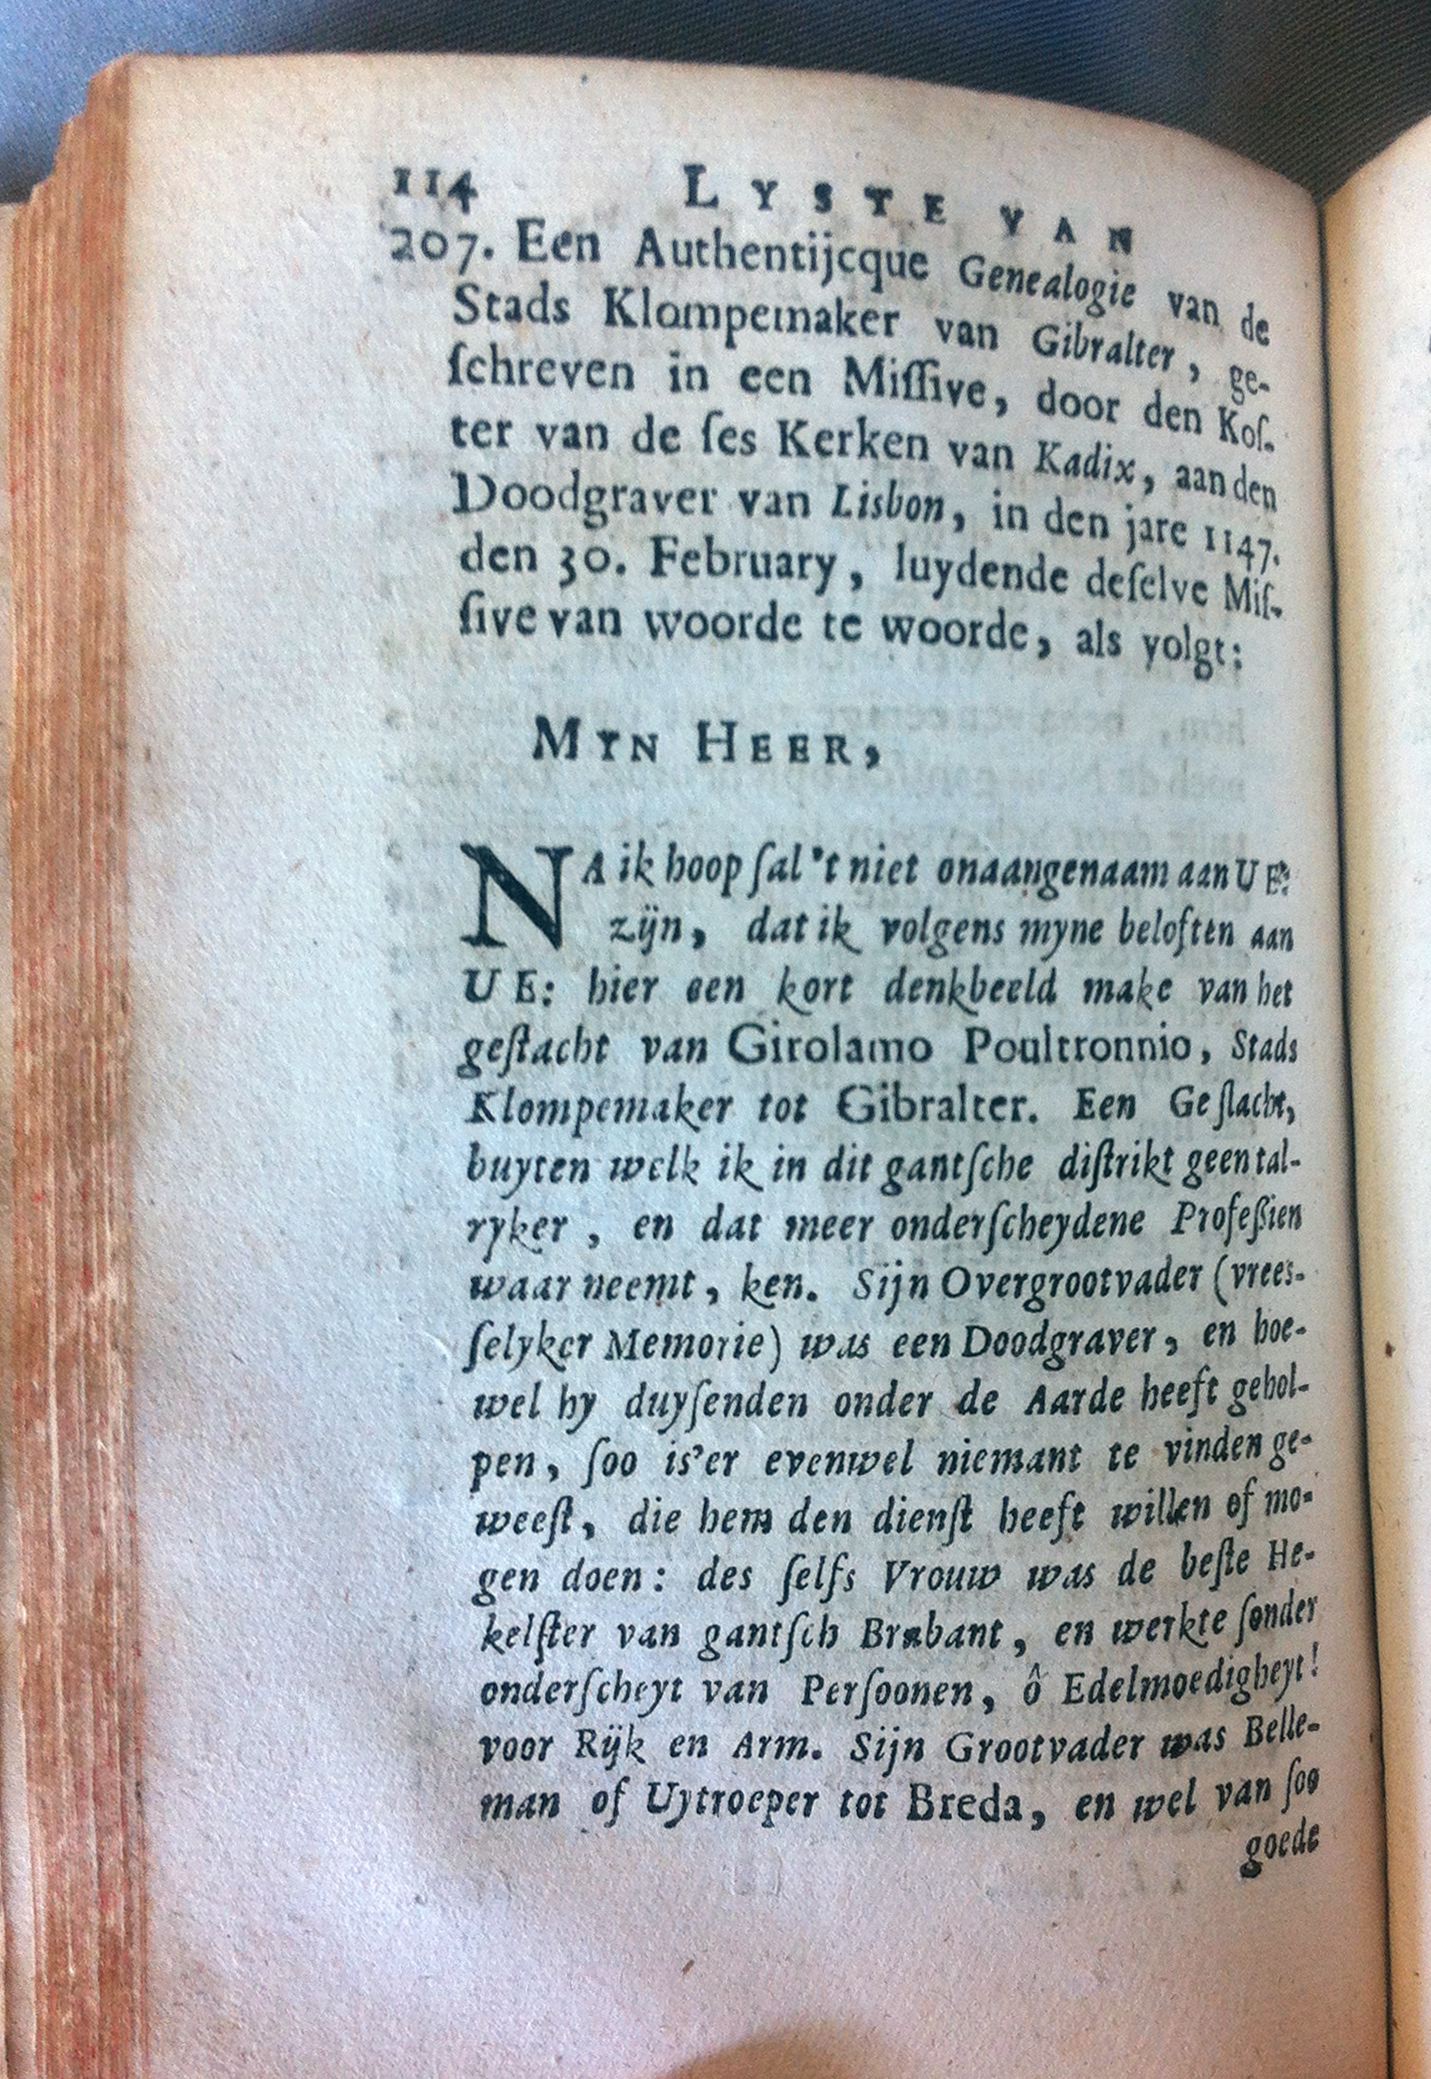 114 LYSTE VAN
207. Een Authentijcque Genealogie van de
Stads Klompemaker van Gibralter, ge-
ſchreven in een Miſſive, door den Koſ-
ter van de ſes Kerken van Kadix, aan den
Doodgraver van Lisbon, in den jare 1147.
den 30. February, luydende deſelve Miſ-
ſive van woorde te woorde, als volgt:
MYN HEER,
NA ik hoop ſal 't niet onaangenaam aan UE:
zijn, dat ik volgens myne beloften aan
UE: hier een kort denkbeeld make van het
geſtacht van Girolamo Poultronnio, Stads
Klompemaker tot Gibralter. Een Geſlacht,
buyten welk ik in dit gantſche diſtrikt geen tal-
ryker, en dat meer onderſcheydene Profeßien
waar neemt, ken. Sijn Overgrootvader (vrees-
ſelyker Memorie) was een Doodgraver, en hoe-
wel hy duyſenden onder de Aarde heeft gehol-
pen, ſoo is'er evenwel niemant te vinden ge-
weeſt, die hem den dienſt heeft willen of mo-
gen doen: des ſelfs Vrouw was de beſte He-
kelſter van gantſch Brabant, en werkte ſonder
onderſcheyt van Perſoonen, ô Edelmoedigheyt!
voor Rijk en Arm. Sijn Grootvader was Belle-
man of Uytroeper tot Breda, en wel van ſoo
goede